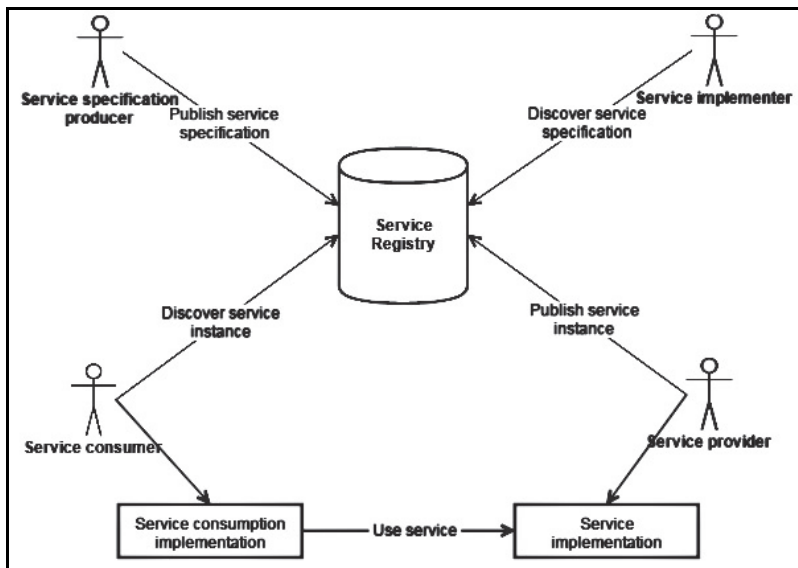 Service specification
producer
Service implementer
Publish service
specification
Discover service
specification
Service
Registry
Discover service
instance
Publish service
instance
Service consumer
Service provider
Service consumption
implementation
Use service
Service
implementation